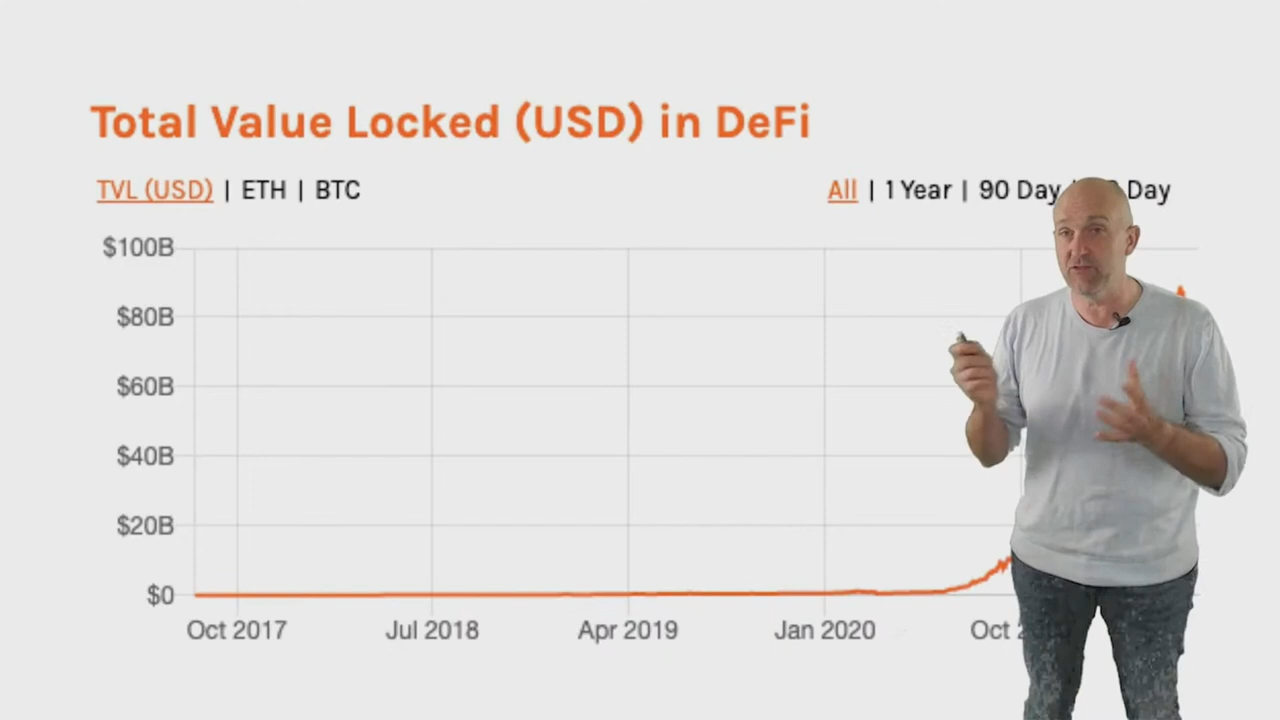 Total Value Locked (USD) in DeFi
TVL (USD) | ETH | BTC
All | 1 Year | 90 Day | Day
$100B
$80B
$60B
$40B
$20B
$0
Oct 2017 Jul 2018 Apr 2019 Jan 2020 Oct